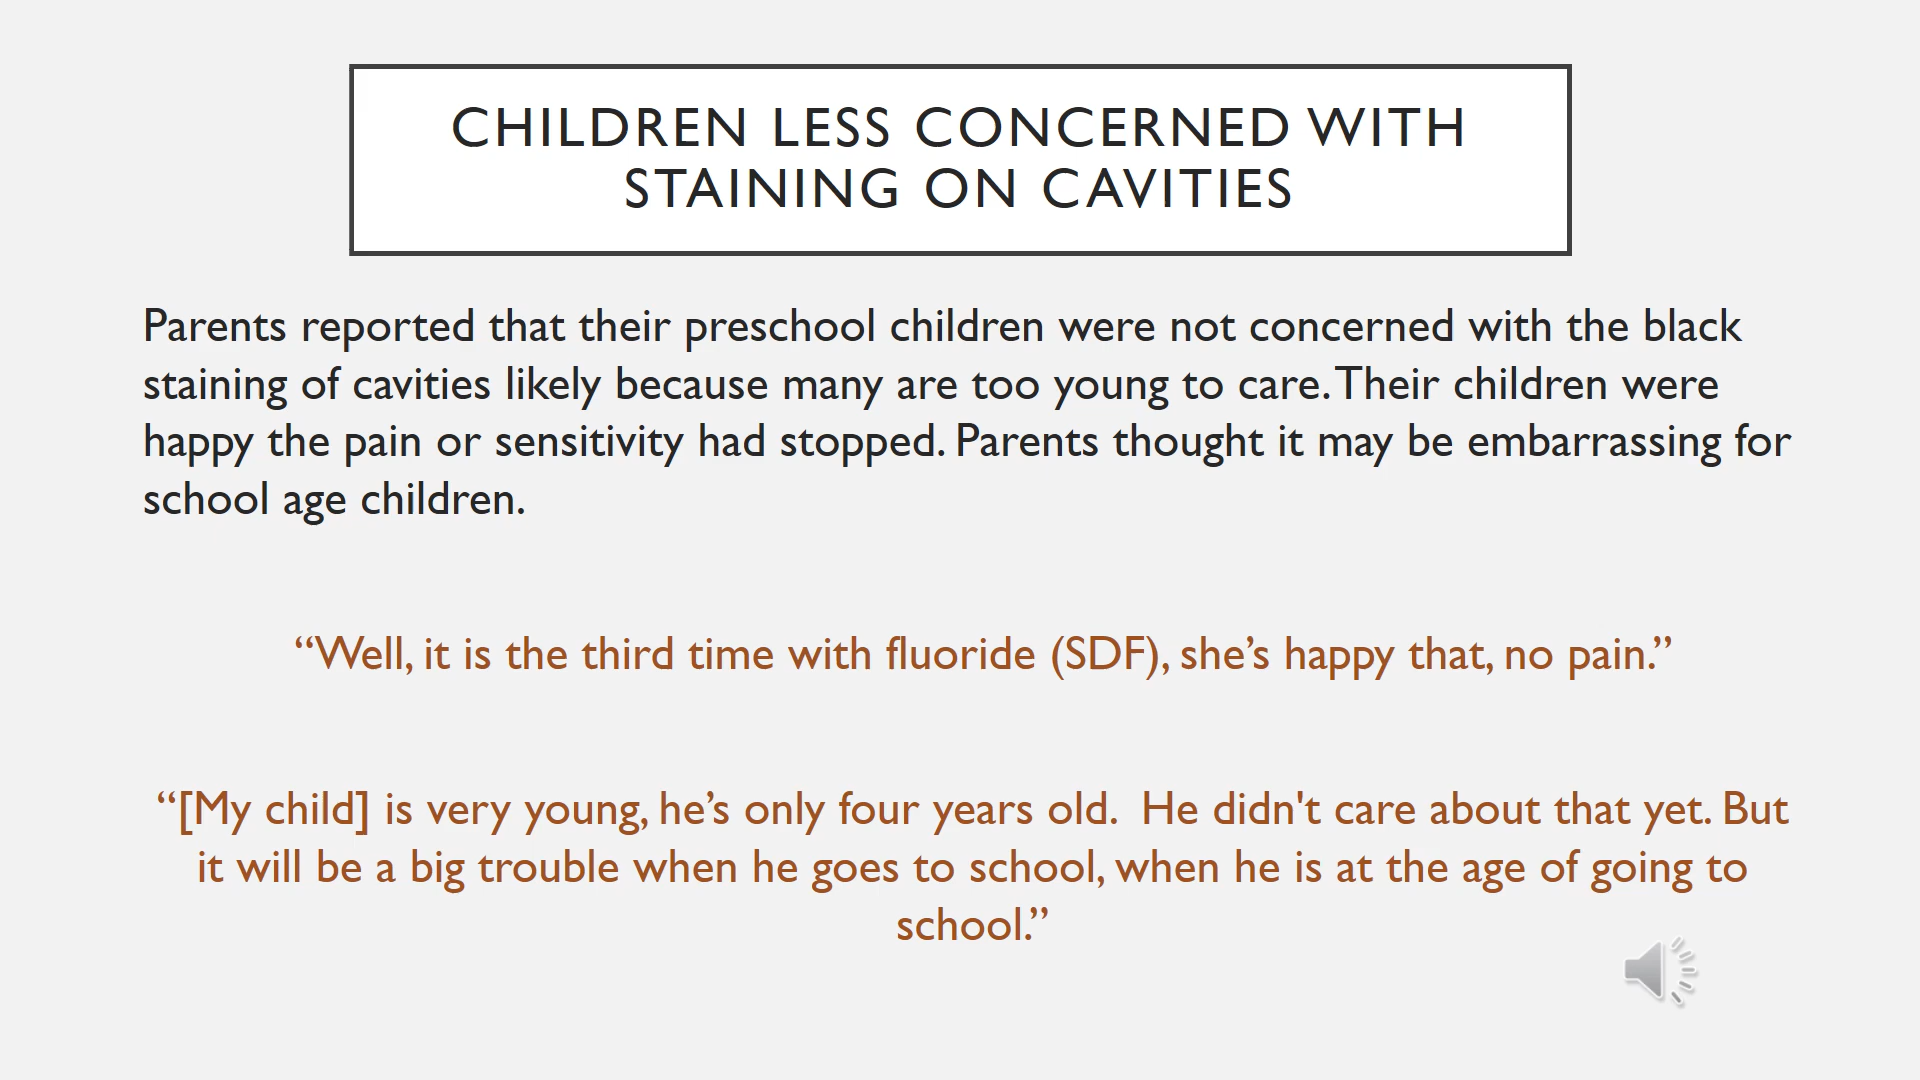 CHILDREN LESS CONCERNED WITH
STAINING ON CAVITIES
Parents reported that their preschool children were not concerned with the black
staining of cavities likely because many are too young to care. Their children were
happy the pain or sensitivity had stopped. Parents thought it may be embarrassing for
school age children.
“Well, it is the third time with fluoride (SDF), she’s happy that, no pain.”
“[My child] is very young, he’s only four years old.  He didn't care about that yet. But
it will be a big trouble when he goes to school, when he is at the age of going to
school.”